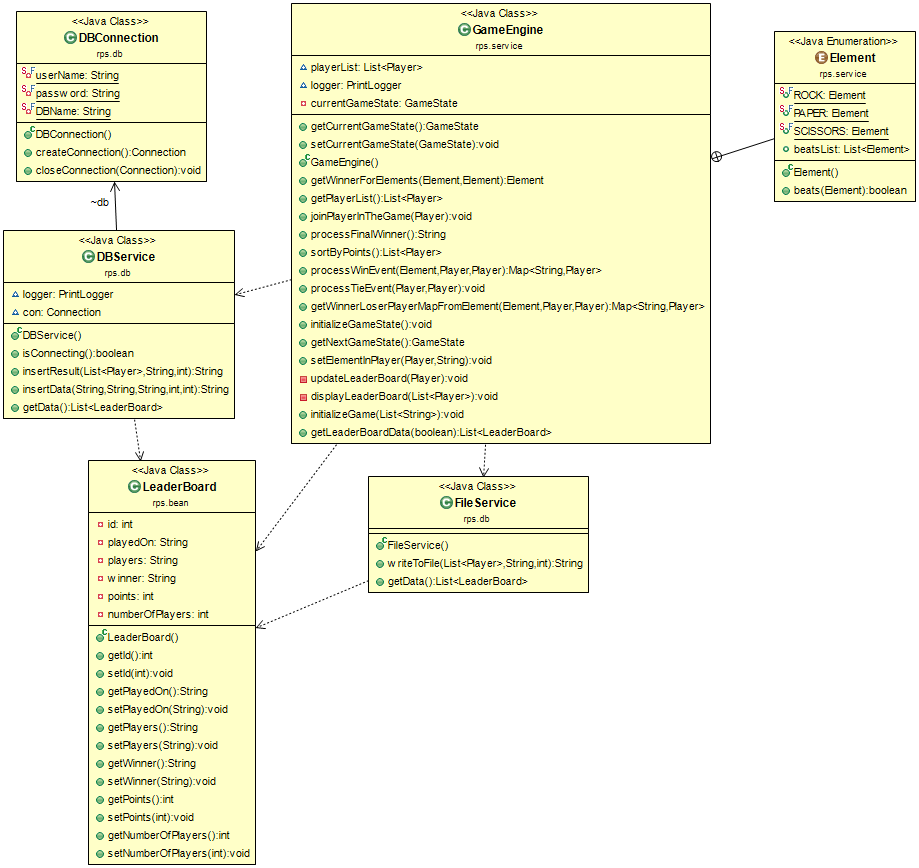 <<Java Class>>
DBConnection
rps.db
userName: String
password: String
DBName: String
DBConnection()
createConnection():Connection
closeConnection(Connection):void
~db
<<Java Class>>
DBService
rps.db
logger: PrintLogger
con: Connection
DBService()
isConnecting():boolean
insertResult(List<Player>,String,int):String
insertData(String,String,String,int,int):String
getData():List<LeaderBoard>
<<Java Class>>
GameEngine
rps.service
playerList: List<Player>
logger: PrintLogger
currentGameState: GameState
getCurrentGameState():GameState
setCurrentGameState(GameState):void
GameEngine()
getWinnerForElements(Element,Element):Element
getPlayerList():List<Player>
joinPlayerInTheGame(Player):void
processFinalWinner():String
sortByPoints():List<Player>
processWinEvent(Element,Player,Player):Map<String,Player>
processTieEvent(Player,Player):void
getWinnerLoserPlayerMapFromElement(Element,Player,Player):Map<String,Player>
initializeGameState():void
getNextGameState():GameState
setElementInPlayer(Player,String):void
updateLeaderBoard(Player):void
displayLeaderBoard(List<Player>):void
initializeGame(List<String>):void
getLeaderBoardData(boolean):List<LeaderBoard>
<<Java Enumeration>>
Element
rps.service
ROCK: Element
PAPER: Element
SCISSORS: Element
beatsList: List<Element>
Element()
beats(Element):boolean
<<Java Class>>
LeaderBoard
rps.bean
id: int
playedOn: String
players: String
winner: String
points: int
numberOfPlayers: int
LeaderBoard()
getId():int
setId(int):void
getPlayedOn():String
setPlayedOn(String):void
getPlayers():String
setPlayers(String):void
getWinner():String
setWinner(String):void
getPoints():int
setPoints(int):void
getNumberOfPlayers():int
setNumberOfPlayers(int):void
<<Java Class>>
FileService
rps.db
FileService()
writeToFile(List<Player>,String,int):String
getData():List<LeaderBoard>